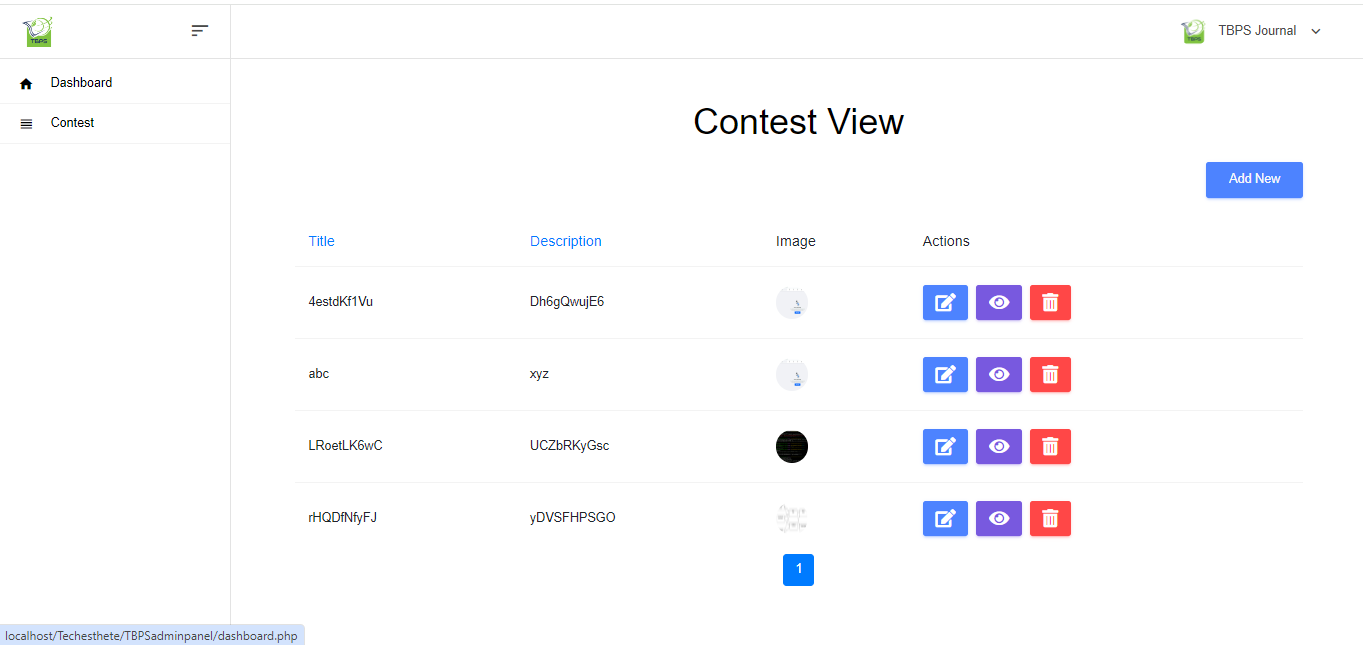 TBPS
TBPS
TBPS Journal
Dashboard
Contest
Contest View
Add New
Title Description Image Actions
4estdKf1Vu Dh6gQwujE6
abc xyz
LRoetLK6wC UCZbRKyGsc
rHQDfNfyFJ yDVSFHPSGO
1
localhost/Techesthete/TBPSadminpanel/dashboard.php